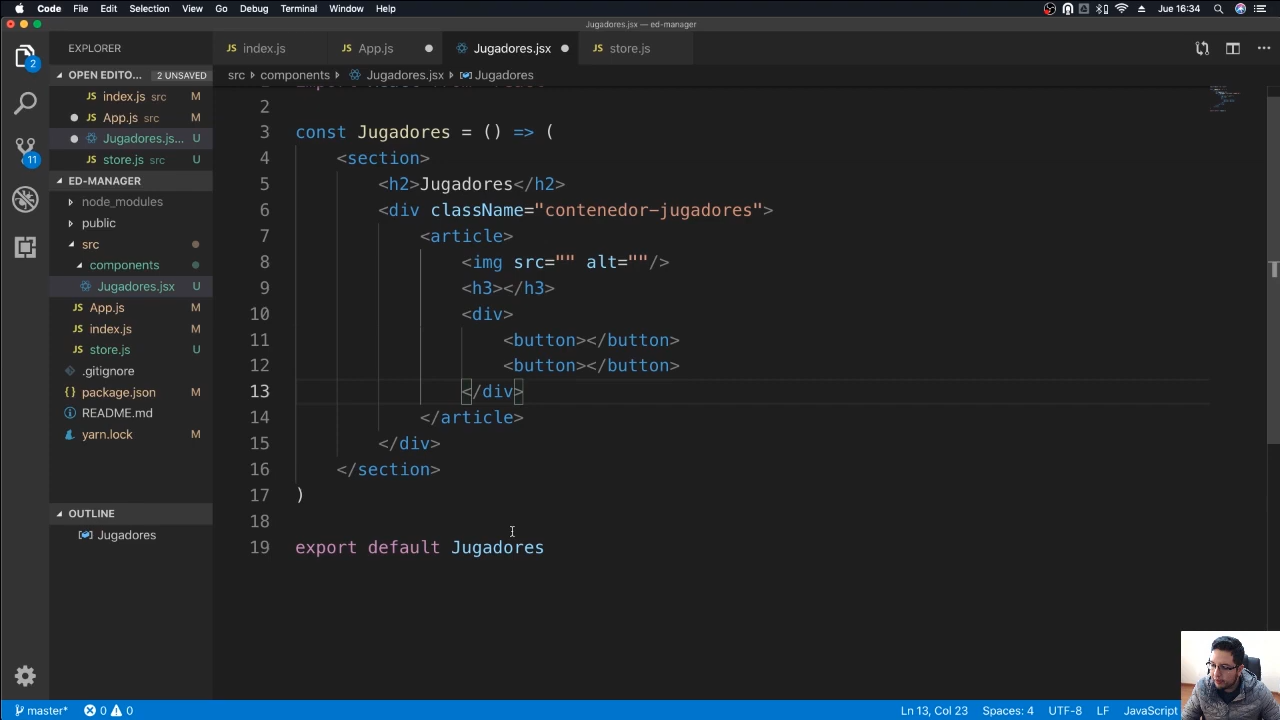 Code File Edit Selection View Go Debug Terminal Window Help Jue 16:34
Jugadores.jsx — ed-manager
EXPLORER
index.js App.js Jugadores.jsx store.js
OPEN EDITO... 2 UNSAVED
src › components › Jugadores.jsx › Jugadores
JS index.js src M
JS App.js src M
Jugadores.js... U
JS store.js src U
ED-MANAGER
node_modules
public
src
components
Jugadores.jsx U
JS App.js M
JS index.js M
JS store.js U
.gitignore
{} package.json M
README.md
yarn.lock M
OUTLINE
Jugadores
2
3 const Jugadores = () => (
4 <section>
5 <h2>Jugadores</h2>
6 <div className="contenedor-jugadores">
7 <article>
8 <img src="" alt=""/>
9 <h3></h3>
10 <div>
11 <button></button>
12 <button></button>
13 </div>
14 </article>
15 </div>
16 </section>
17 )
18
19 export default Jugadores
2
11
master* 0 0 Ln 13, Col 23 Spaces: 4 UTF-8 LF JavaScript